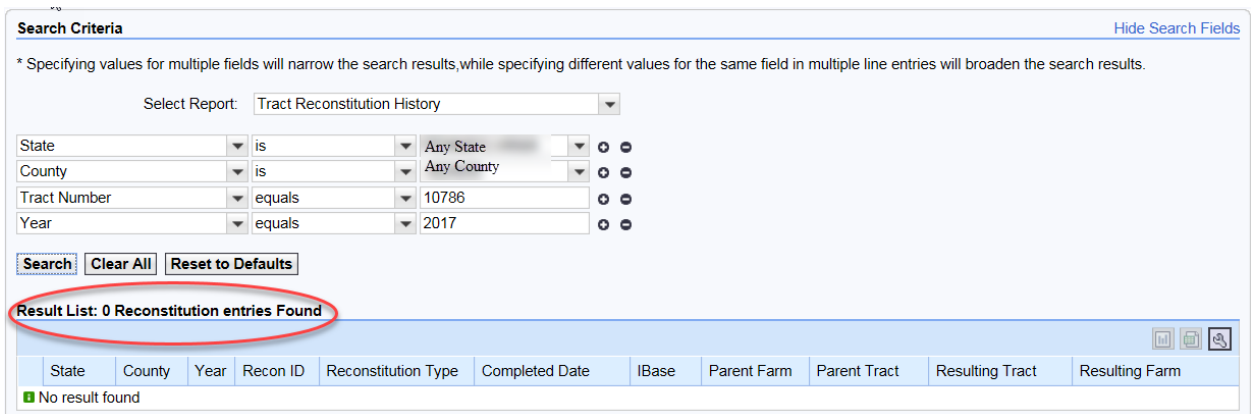 Search Criteria Hide Search Fields
* Specifying values for multiple fields will narrow the search results,while specifying different values for the same field in multiple line entries will broaden the search results.
Select Report: Tract Reconstitution History
State is Any State
County is Any County
Tract Number equals 10786
Year equals 2017
Search Clear All Reset to Defaults
Result List: 0 Reconstitution entries Found
State County Year Recon ID Reconstitution Type Completed Date IBase Parent Farm Parent Tract Resulting Tract Resulting Farm
No result found